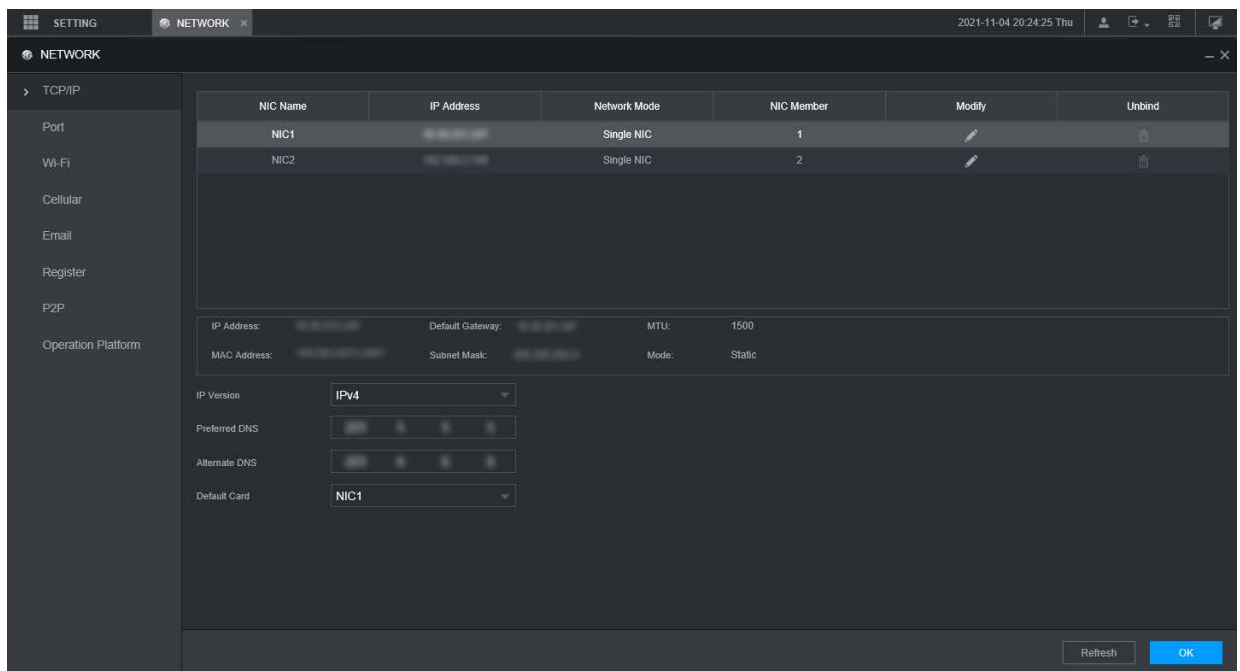 SETTING NETWORK × 2021-11-04 20:24:25 Thu
NETWORK
TCP/IP
Port
Wi-Fi
Cellular
Email
Register
P2P
Operation Platform
NIC Name IP Address Network Mode NIC Member Modify Unbind
NIC1 Single NIC 1
NIC2 Single NIC 2
IP Address: Default Gateway: MTU: 1500
MAC Address: Subnet Mask: Mode: Static
IP Version IPv4
Preferred DNS
Alternate DNS
Default Card NIC1
Refresh OK